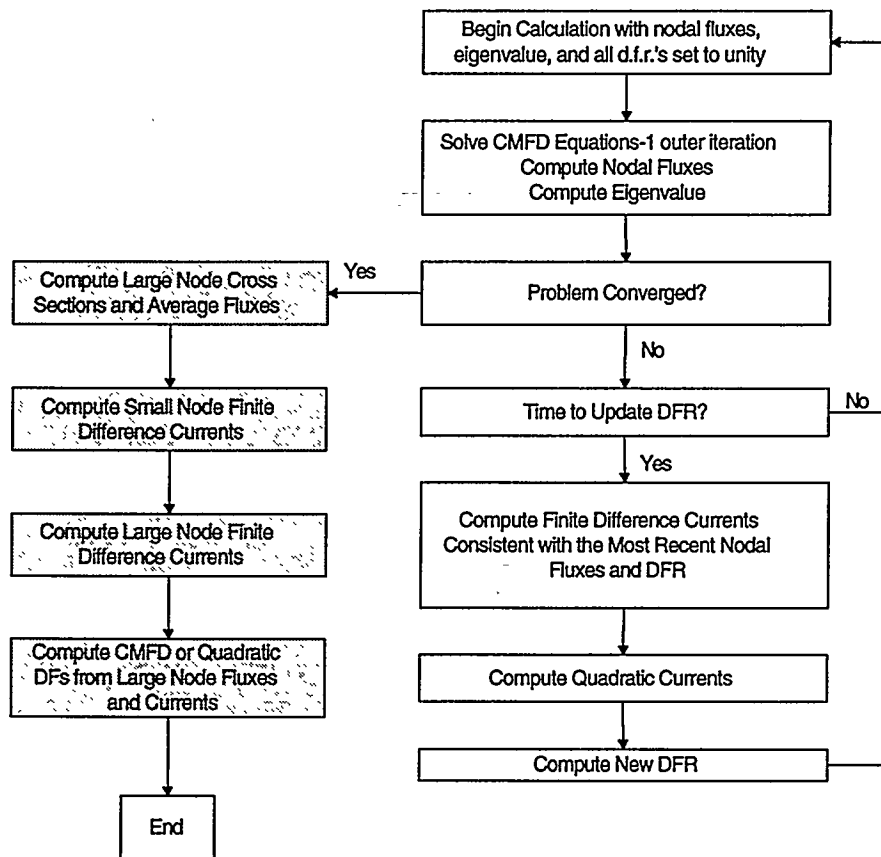 Begin Calculation with nodal fluxes,
eigenvalue, and all d.f.r.'s set to unity
Solve CMFD Equations-1 outer iteration
Compute Nodal Fluxes
Compute Eigenvalue
Problem Converged?
Yes
No
Compute Large Node Cross
Sections and Average Fluxes
Compute Small Node Finite
Difference Currents
Compute Large Node Finite
Difference Currents
Compute CMFD or Quadratic
DFs from Large Node Fluxes
and Currents
End
Time to Update DFR?
No
Yes
Compute Finite Difference Currents
Consistent with the Most Recent Nodal
Fluxes and DFR
Compute Quadratic Currents
Compute New DFR